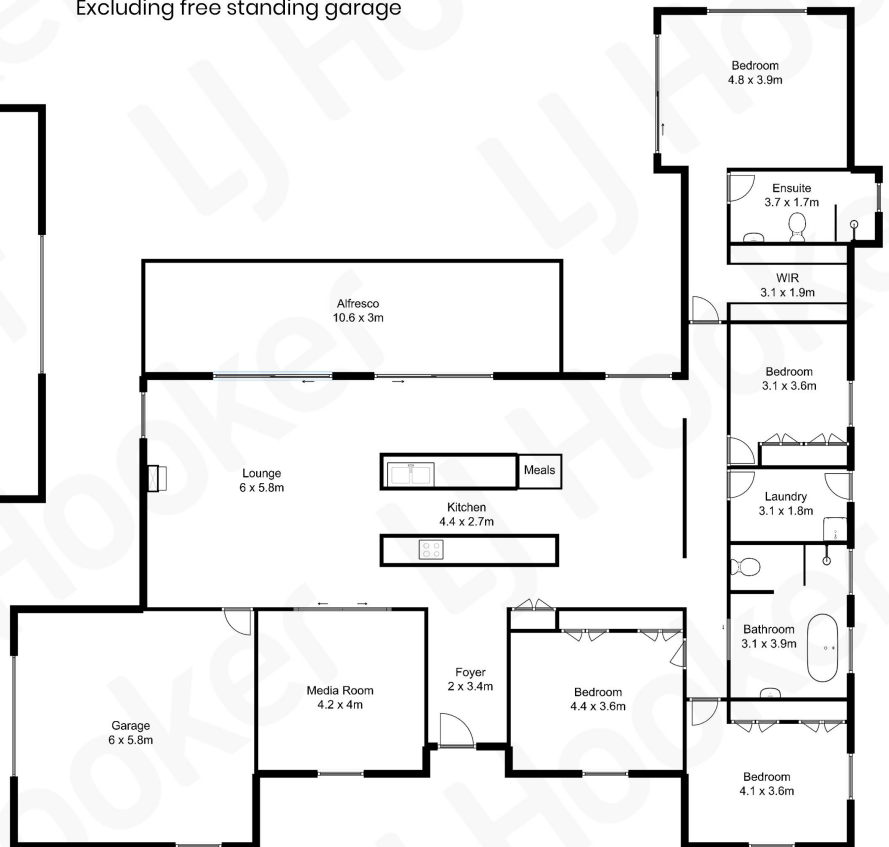 Excluding free standing garage
Bedroom
4.8 x 3.9m
Ensuite
3.7 x 1.7m
WIR
3.1 x 1.9m
Alfresco
10.6 x 3m
Bedroom
3.1 x 3.6m
Lounge
6 x 5.8m
Meals
Kitchen
4.4 x 2.7m
Laundry
3.1 x 1.8m
Bathroom
3.1 x 3.9m
Foyer
2 x 3.4m
Media Room
4.2 x 4m
Bedroom
4.4 x 3.6m
Garage
6 x 5.8m
Bedroom
4.1 x 3.6m
LJ Hooker